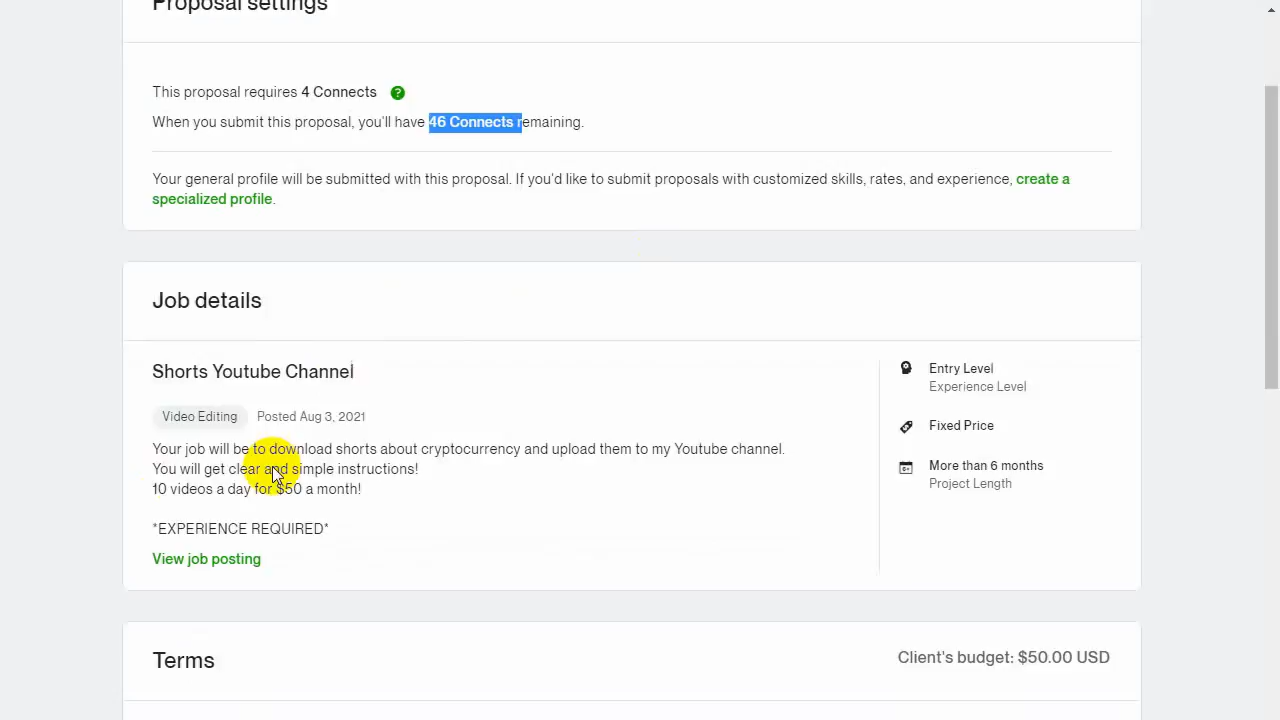 Proposal settings
This proposal requires 4 Connects ?
When you submit this proposal, you'll have 46 Connects remaining.
Your general profile will be submitted with this proposal. If you'd like to submit proposals with customized skills, rates, and experience, create a
specialized profile.
Job details
Shorts Youtube Channel
Video Editing Posted Aug 3, 2021
Your job will be to download shorts about cryptocurrency and upload them to my Youtube channel.
You will get clear and simple instructions!
10 videos a day for $50 a month!
*EXPERIENCE REQUIRED*
View job posting
Entry Level
Experience Level
Fixed Price
More than 6 months
Project Length
Terms
Client's budget: $50.00 USD